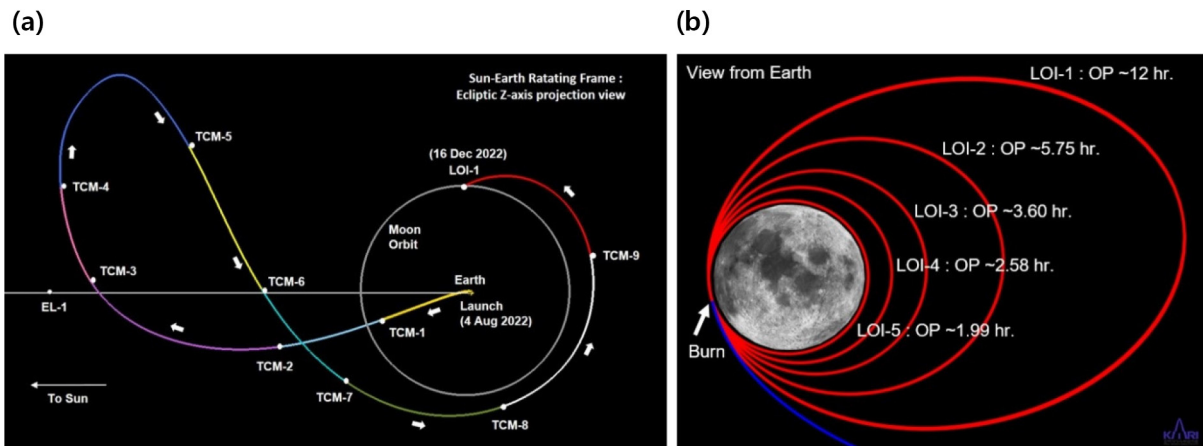 (a)
Sun-Earth Ratating Frame :
Ecliptic Z-axis projection view
TCM-5
(16 Dec 2022)
LOI-1
TCM-4
Moon
Orbit
TCM-9
TCM-3
TCM-6
Earth
EL-1
Launch
(4 Aug 2022)
TCM-1
TCM-2
To Sun
TCM-7
TCM-8
(b)
View from Earth
LOI-1 : OP ~12 hr.
LOI-2 : OP ~5.75 hr.
LOI-3 : OP ~3.60 hr.
LOI-4 : OP ~2.58 hr.
LOI-5 : OP ~1.99 hr.
Burn
KARI